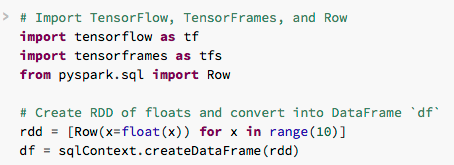 > # Import TensorFlow, TensorFrames, and Row
import tensorflow as tf
import tensorframes as tfs
from pyspark.sql import Row
# Create RDD of floats and convert into DataFrame `df`
rdd = [Row(x=float(x)) for x in range(10)]
df = sqlContext.createDataFrame(rdd)